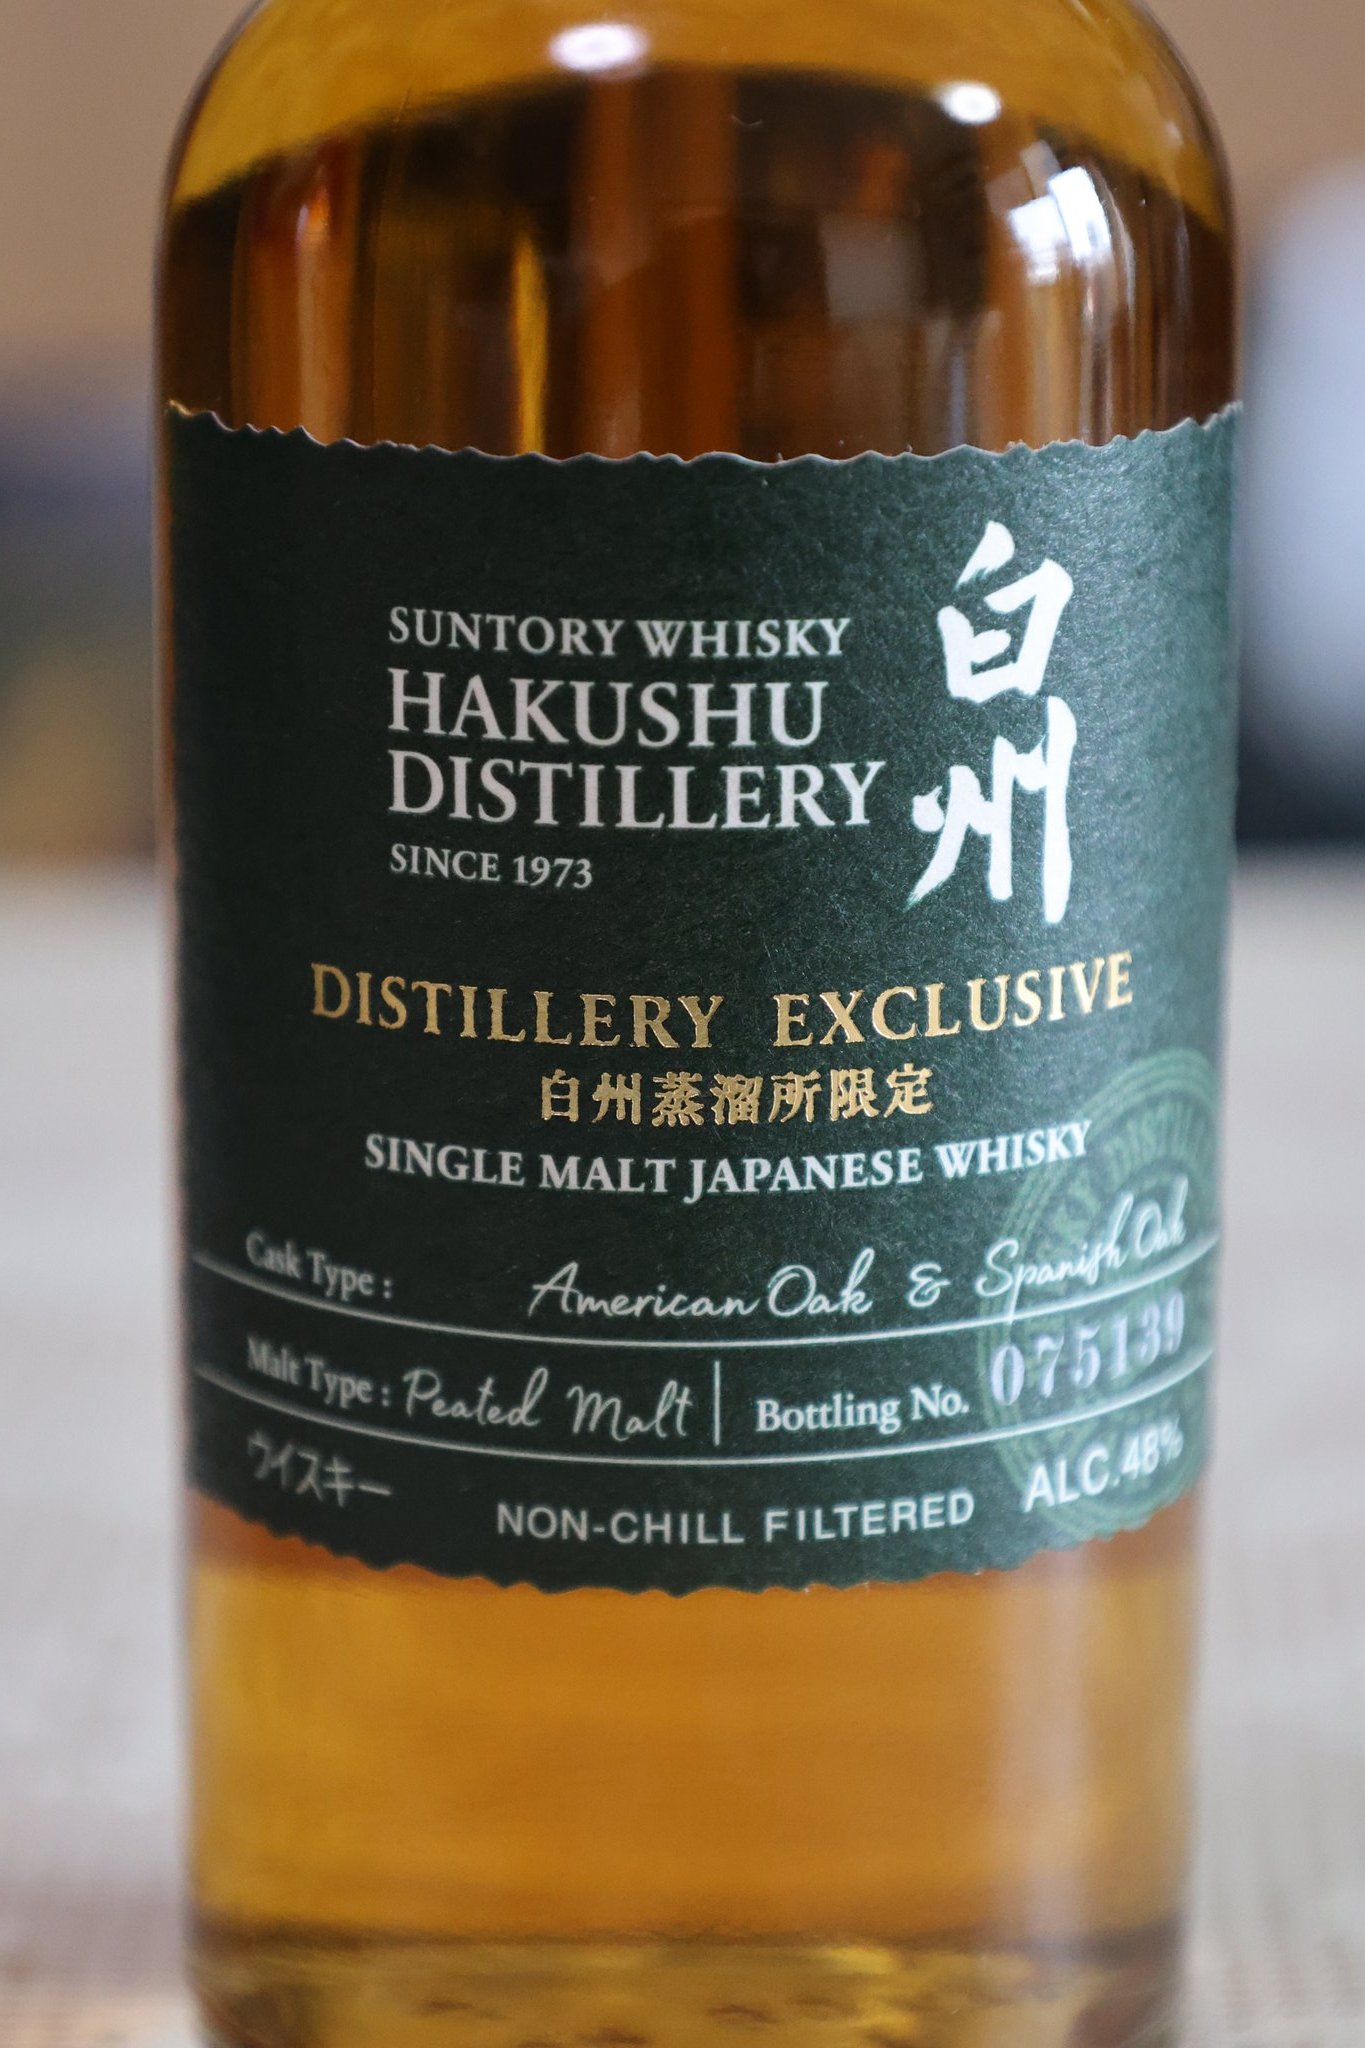 SUNTORY WHISKY
HAKUSHU
DISTILLERY
SINCE 1973
白州
DISTILLERY EXCLUSIVE
白州蒸溜所限定
SINGLE MALT JAPANESE WHISKY
Cask Type : American Oak & Spanish Oak
Malt Type : Peated Malt | Bottling No. 075139
ウイスキー NON-CHILL FILTERED ALC.48%